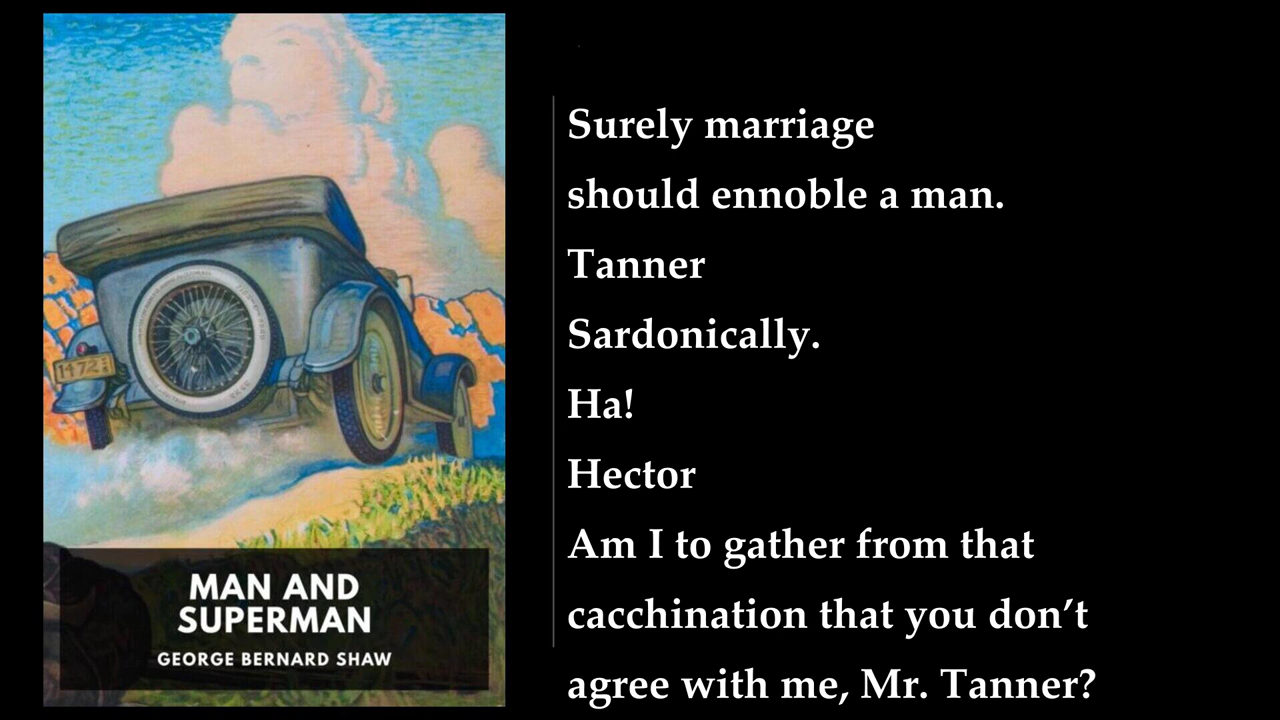 Surely marriage
should ennoble a man.
Tanner
Sardonically.
Ha!
Hector
Am I to gather from that
cacchination that you don’t
agree with me, Mr. Tanner?
1472
MAN AND
SUPERMAN
GEORGE BERNARD SHAW